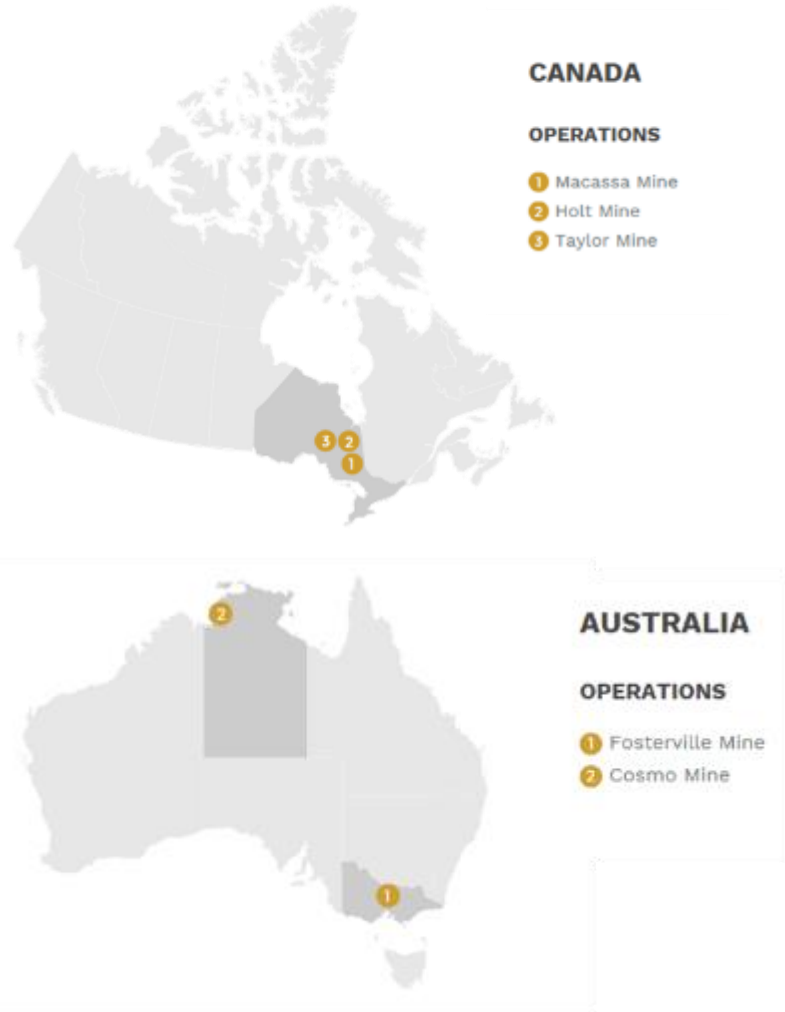 CANADA
OPERATIONS
1 Macassa Mine
2 Holt Mine
3 Taylor Mine
3 2
1
2
AUSTRALIA
OPERATIONS
1 Fosterville Mine
2 Cosmo Mine
1